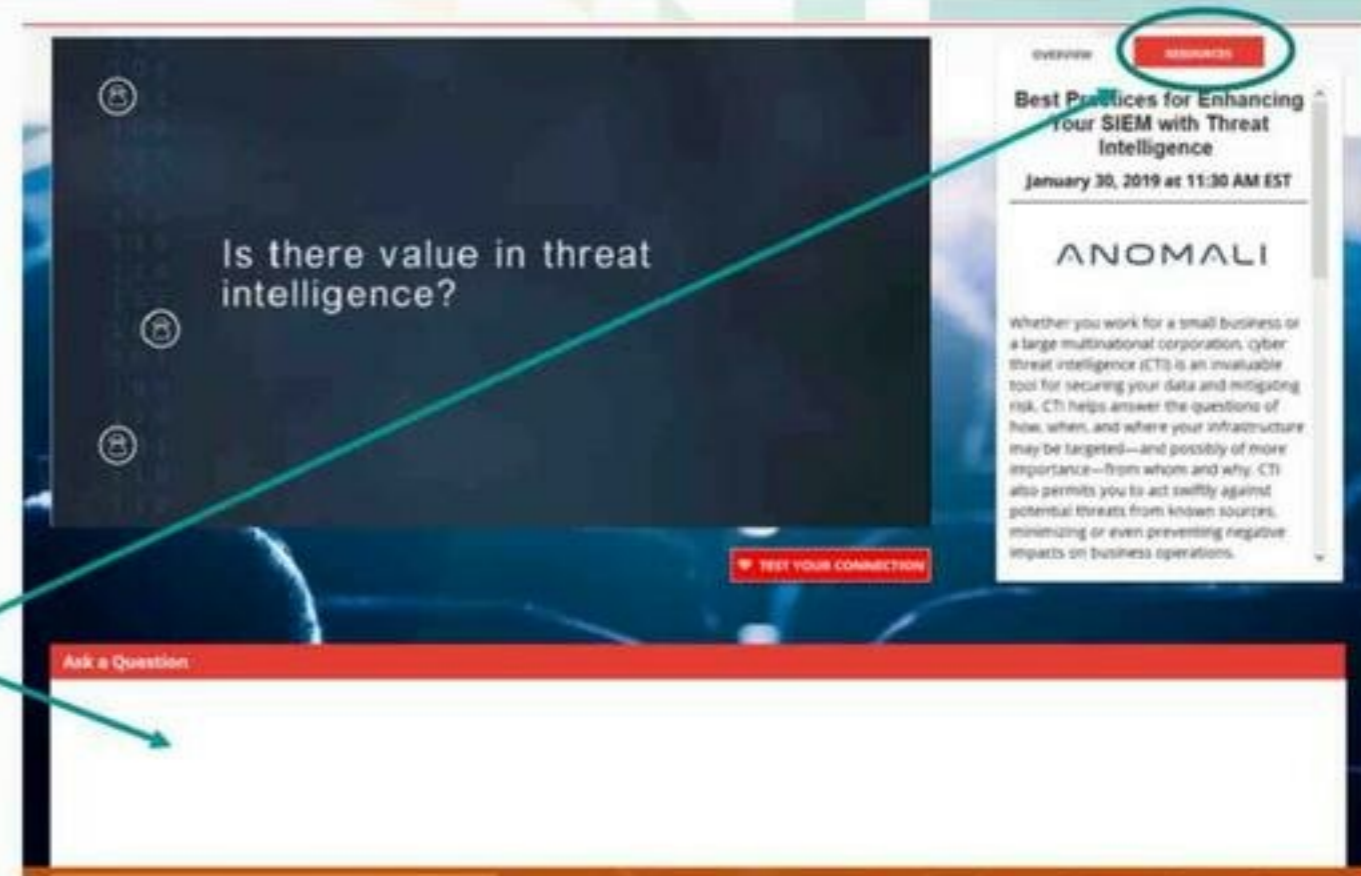 Is there value in threat
intelligence?
TEST YOUR CONNECTION
OVERVIEW
RESOURCES
Best Practices for Enhancing
Your SIEM with Threat
Intelligence
January 30, 2019 at 11:30 AM EST
ANOMALI
Whether you work for a small business or
a large multinational corporation, cyber
threat intelligence (CTI) is an invaluable
tool for securing your data and mitigating
risk. CTI helps answer the questions of
how, when, and where your infrastructure
may be targeted—and possibly of more
importance—from whom and why. CTI
also permits you to act swiftly against
potential threats from known sources,
minimizing or even preventing negative
impacts on business operations.
Ask a Question